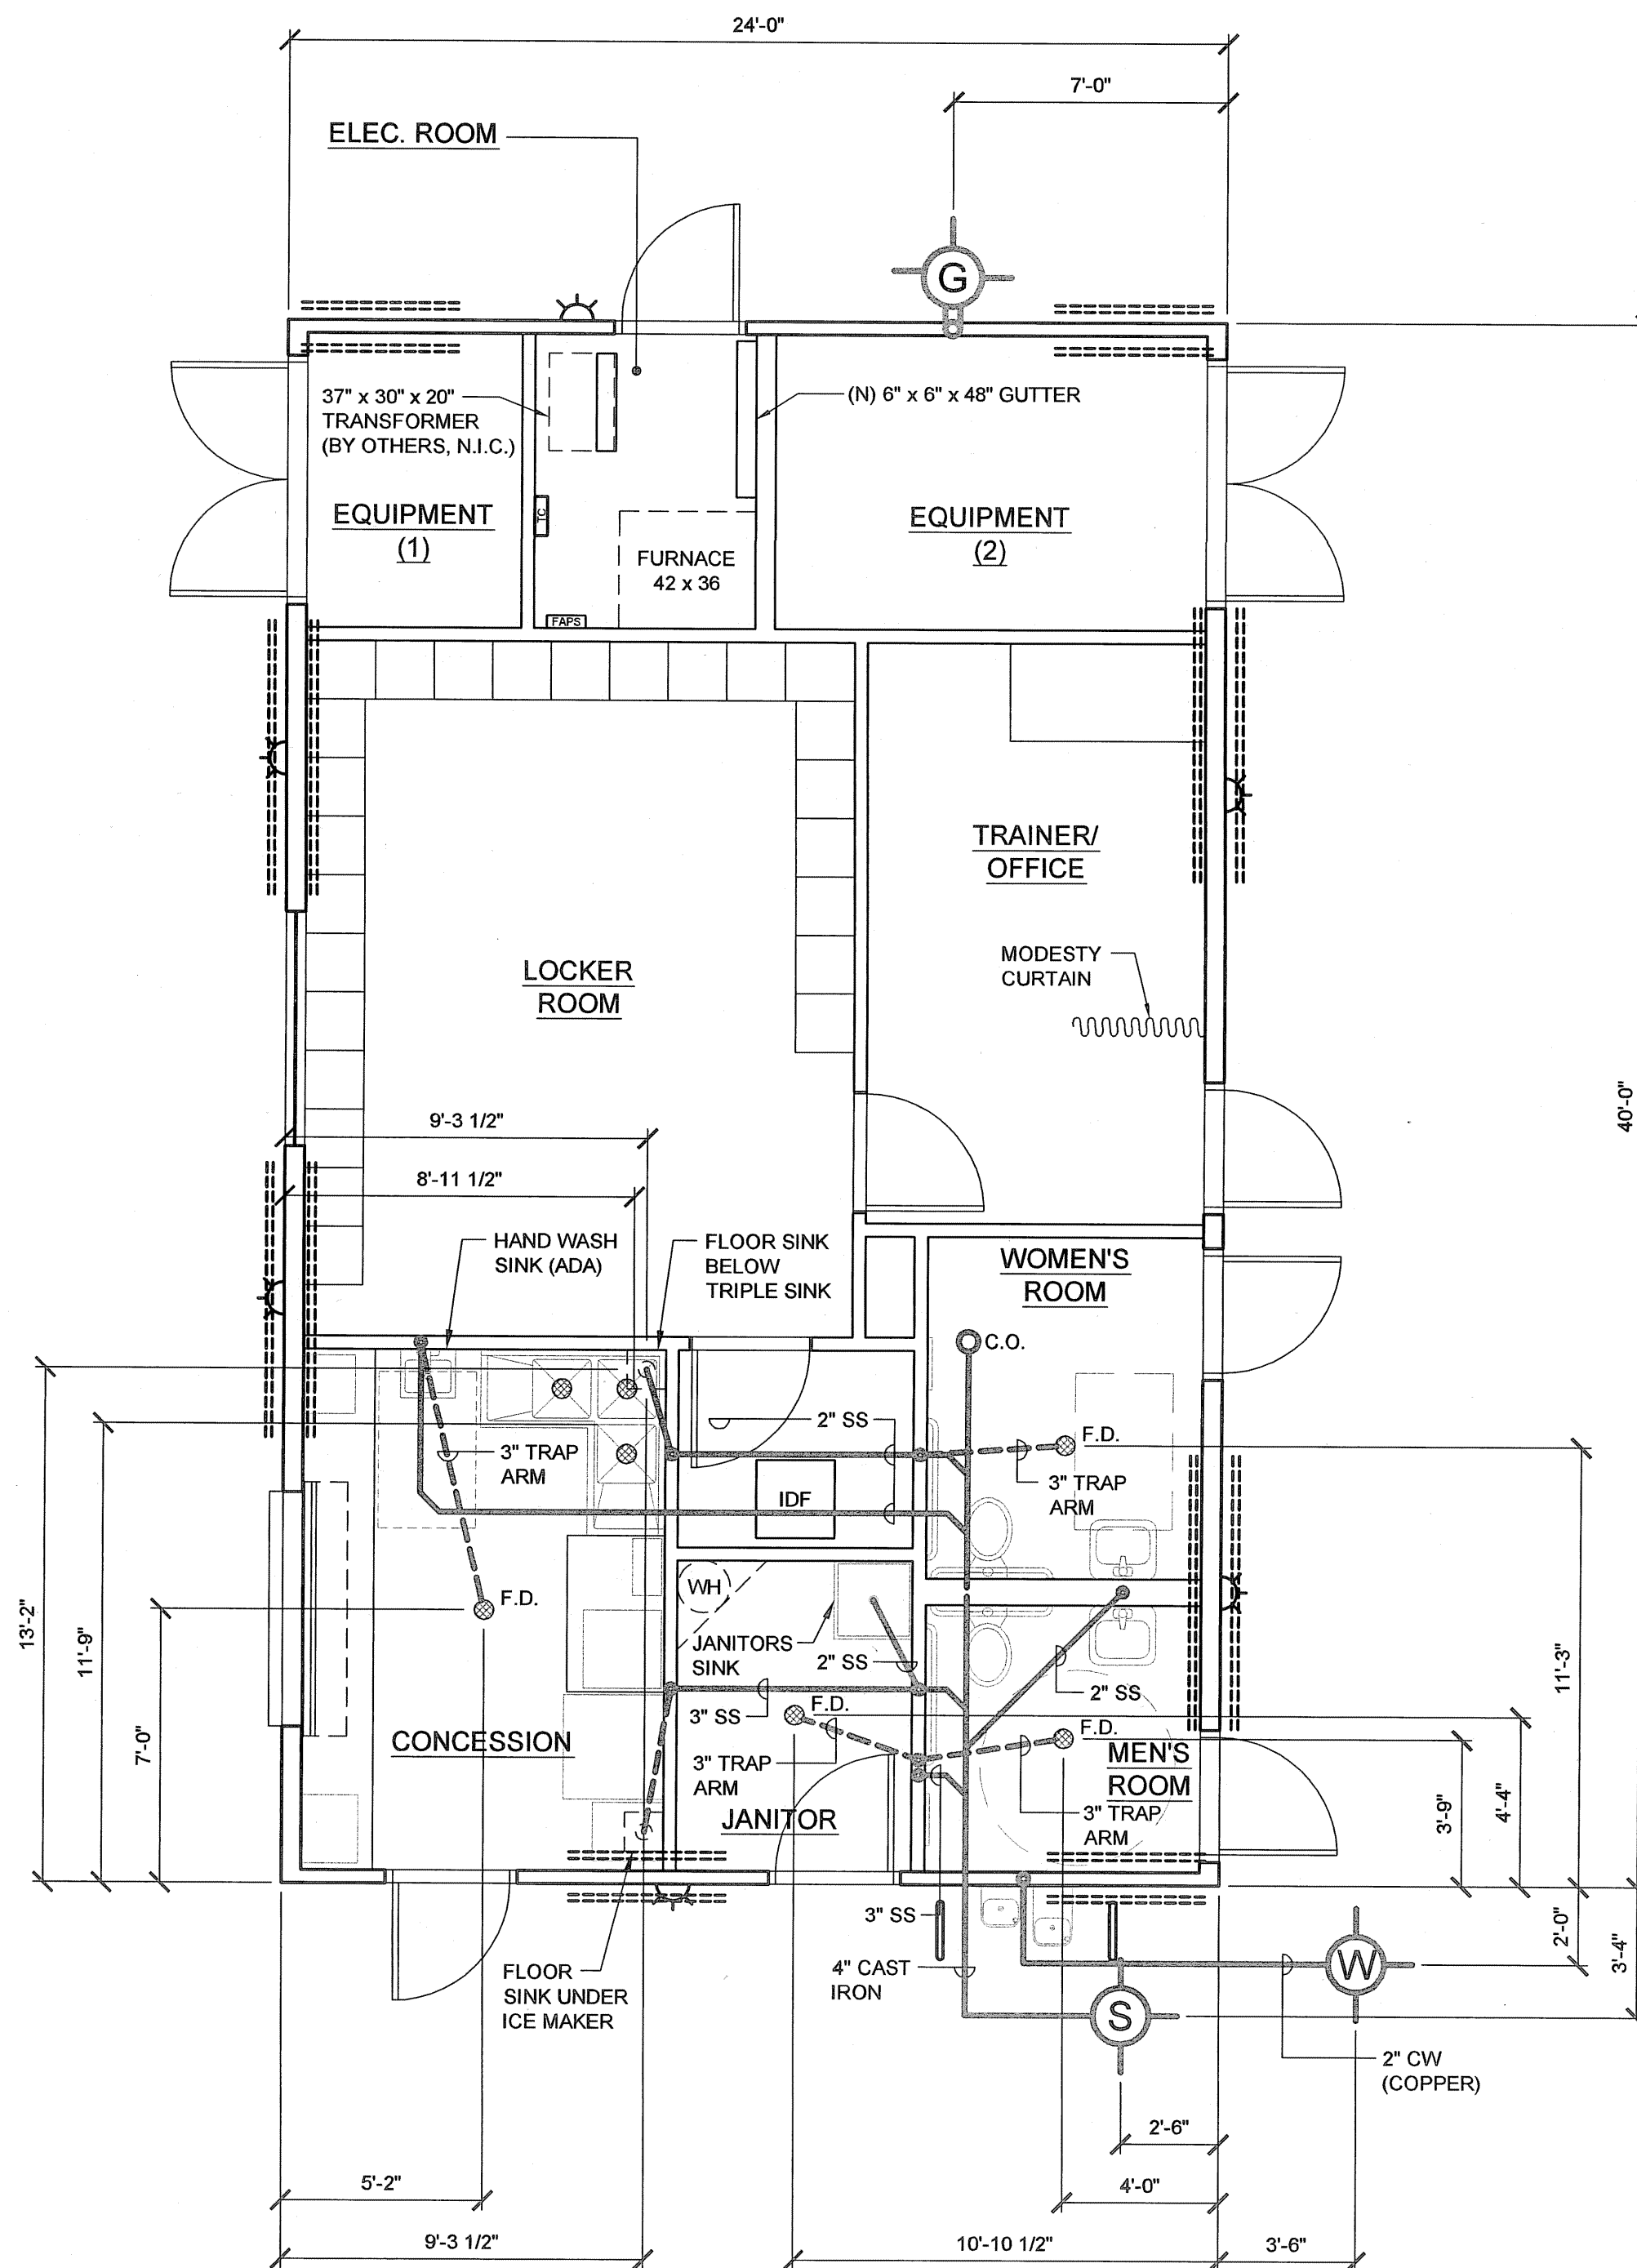 24'-0"
7'-0"
ELEC. ROOM
G
37" x 30" x 20"
TRANSFORMER
(BY OTHERS, N.I.C.)
(N) 6" x 6" x 48" GUTTER
EQUIPMENT
(1)
TC
FURNACE
42 x 36
FAPS
EQUIPMENT
(2)
TRAINER/
OFFICE
MODESTY
CURTAIN
LOCKER
ROOM
40'-0"
9'-3 1/2"
8'-11 1/2"
HAND WASH
SINK (ADA)
FLOOR SINK
BELOW
TRIPLE SINK
WOMEN'S
ROOM
C.O.
2" SS
F.D.
3" TRAP
ARM
3" TRAP
ARM
IDF
F.D.
WH
JANITORS
SINK
2" SS
2" SS
3" SS
F.D.
F.D.
CONCESSION
3" TRAP
ARM
JANITOR
MEN'S
ROOM
3" TRAP
ARM
13'-2"
11'-9"
7'-0"
11'-3"
4'-4"
3'-9"
2'-0"
3'-4"
3" SS
4" CAST
IRON
W
S
FLOOR
SINK UNDER
ICE MAKER
2" CW
(COPPER)
2'-6"
5'-2"
4'-0"
9'-3 1/2"
10'-10 1/2"
3'-6"